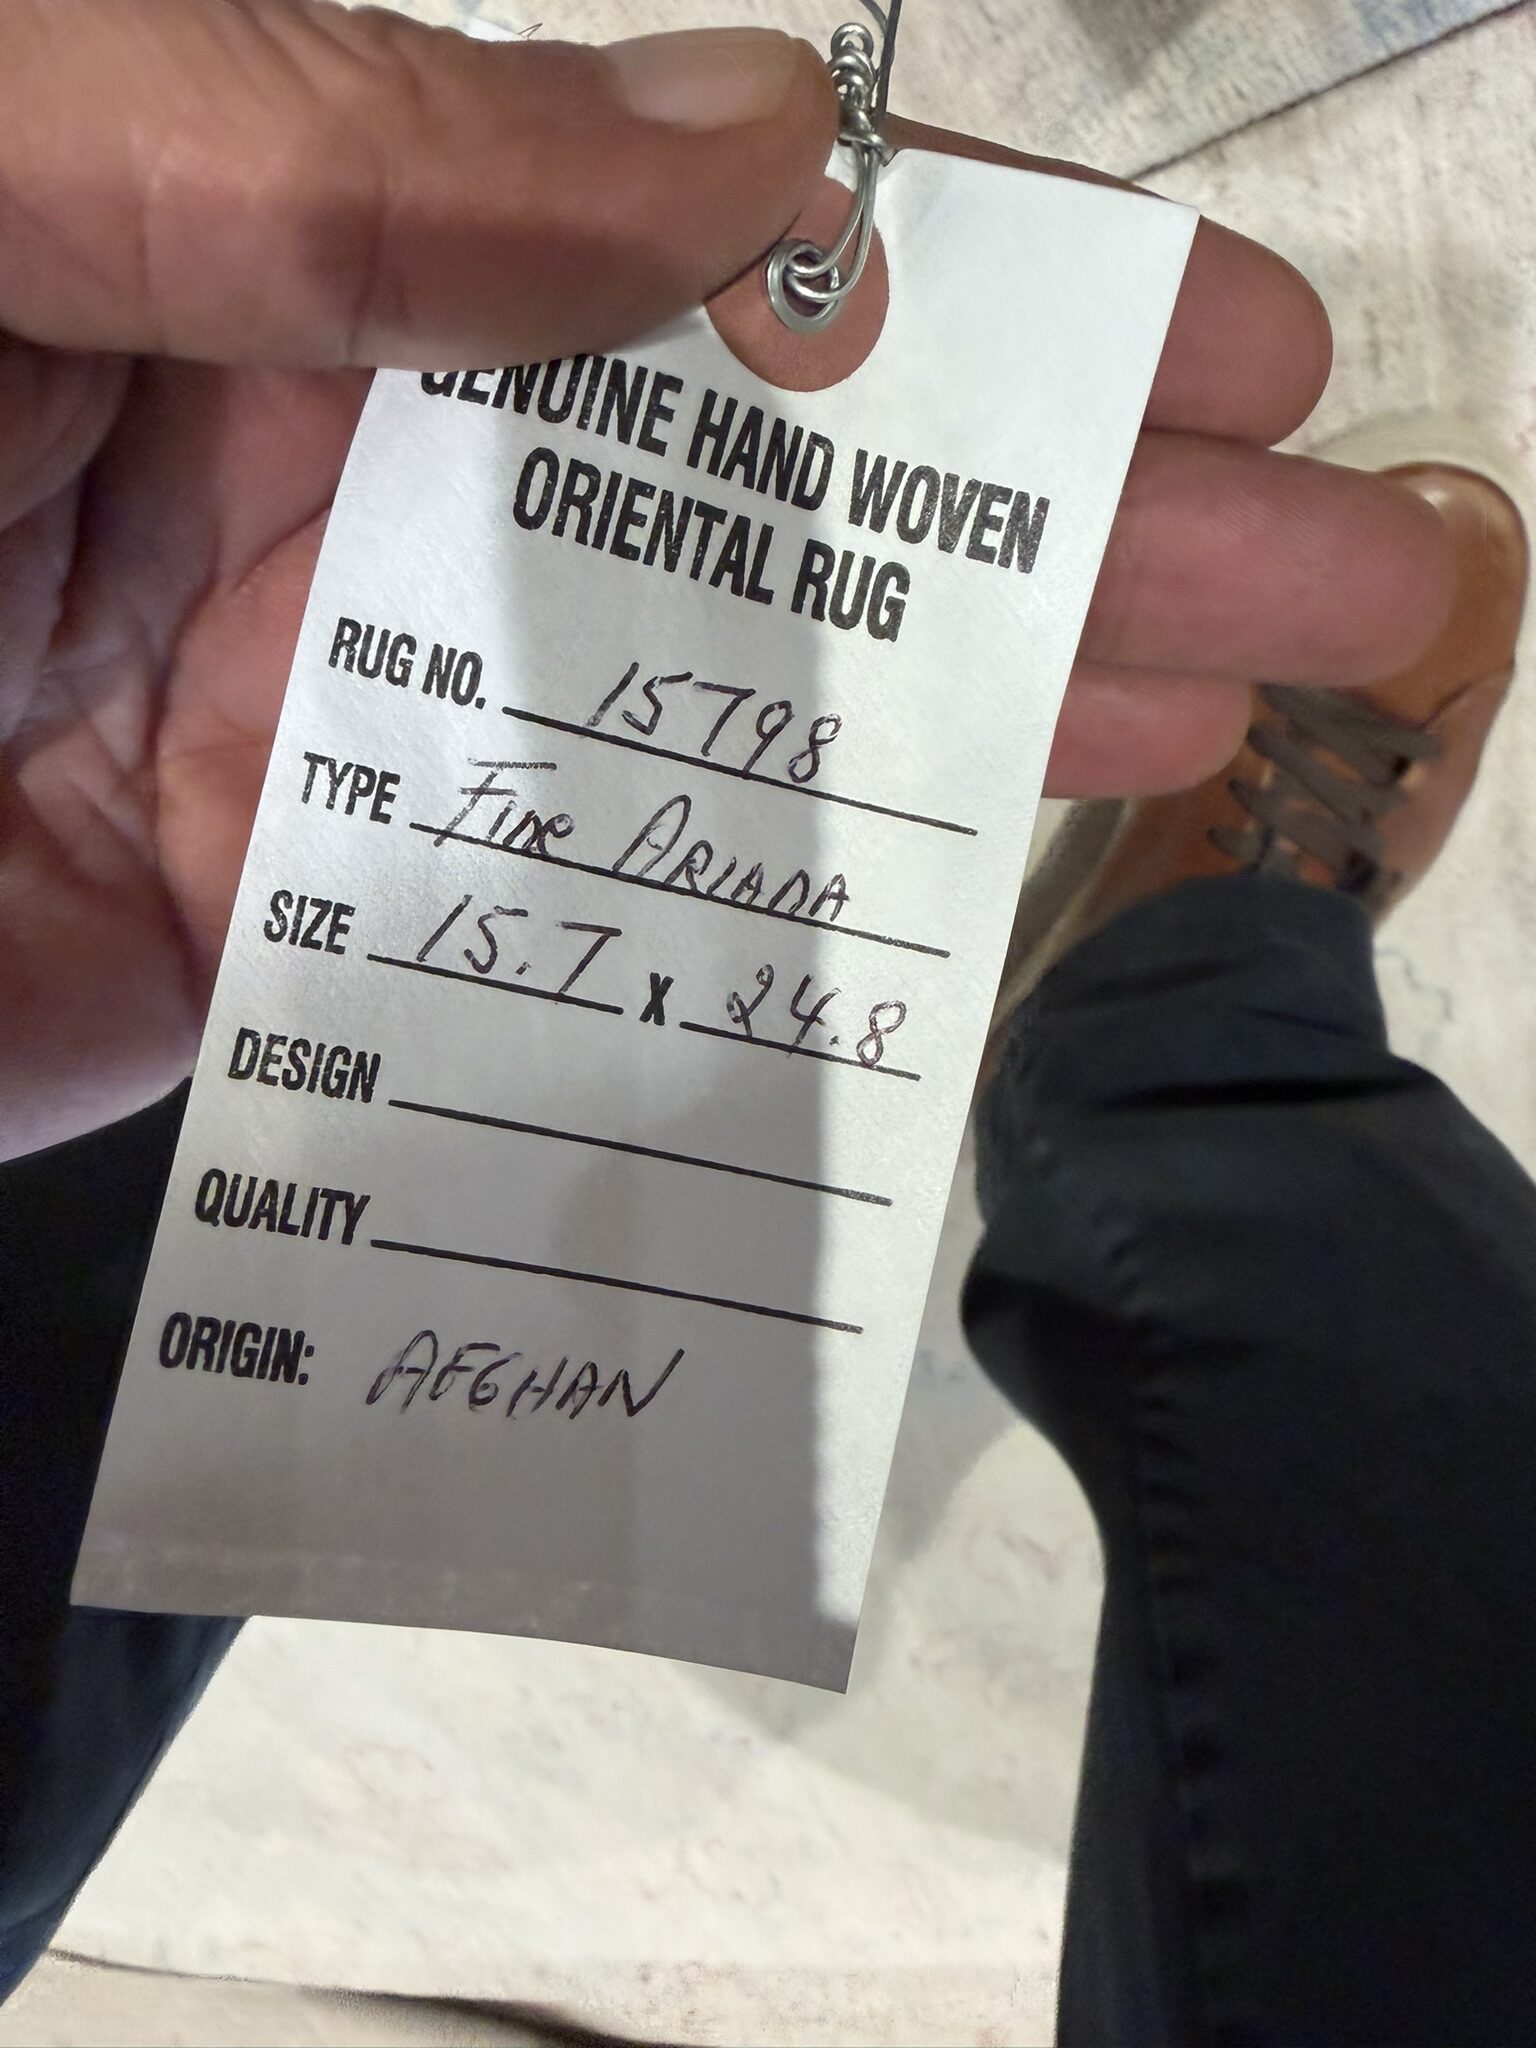 GENUINE HAND WOVEN
ORIENTAL RUG
RUG NO. 15798
TYPE Fine ARIANA
SIZE 15.7 X 24.8
DESIGN
QUALITY
ORIGIN: AFGHAN